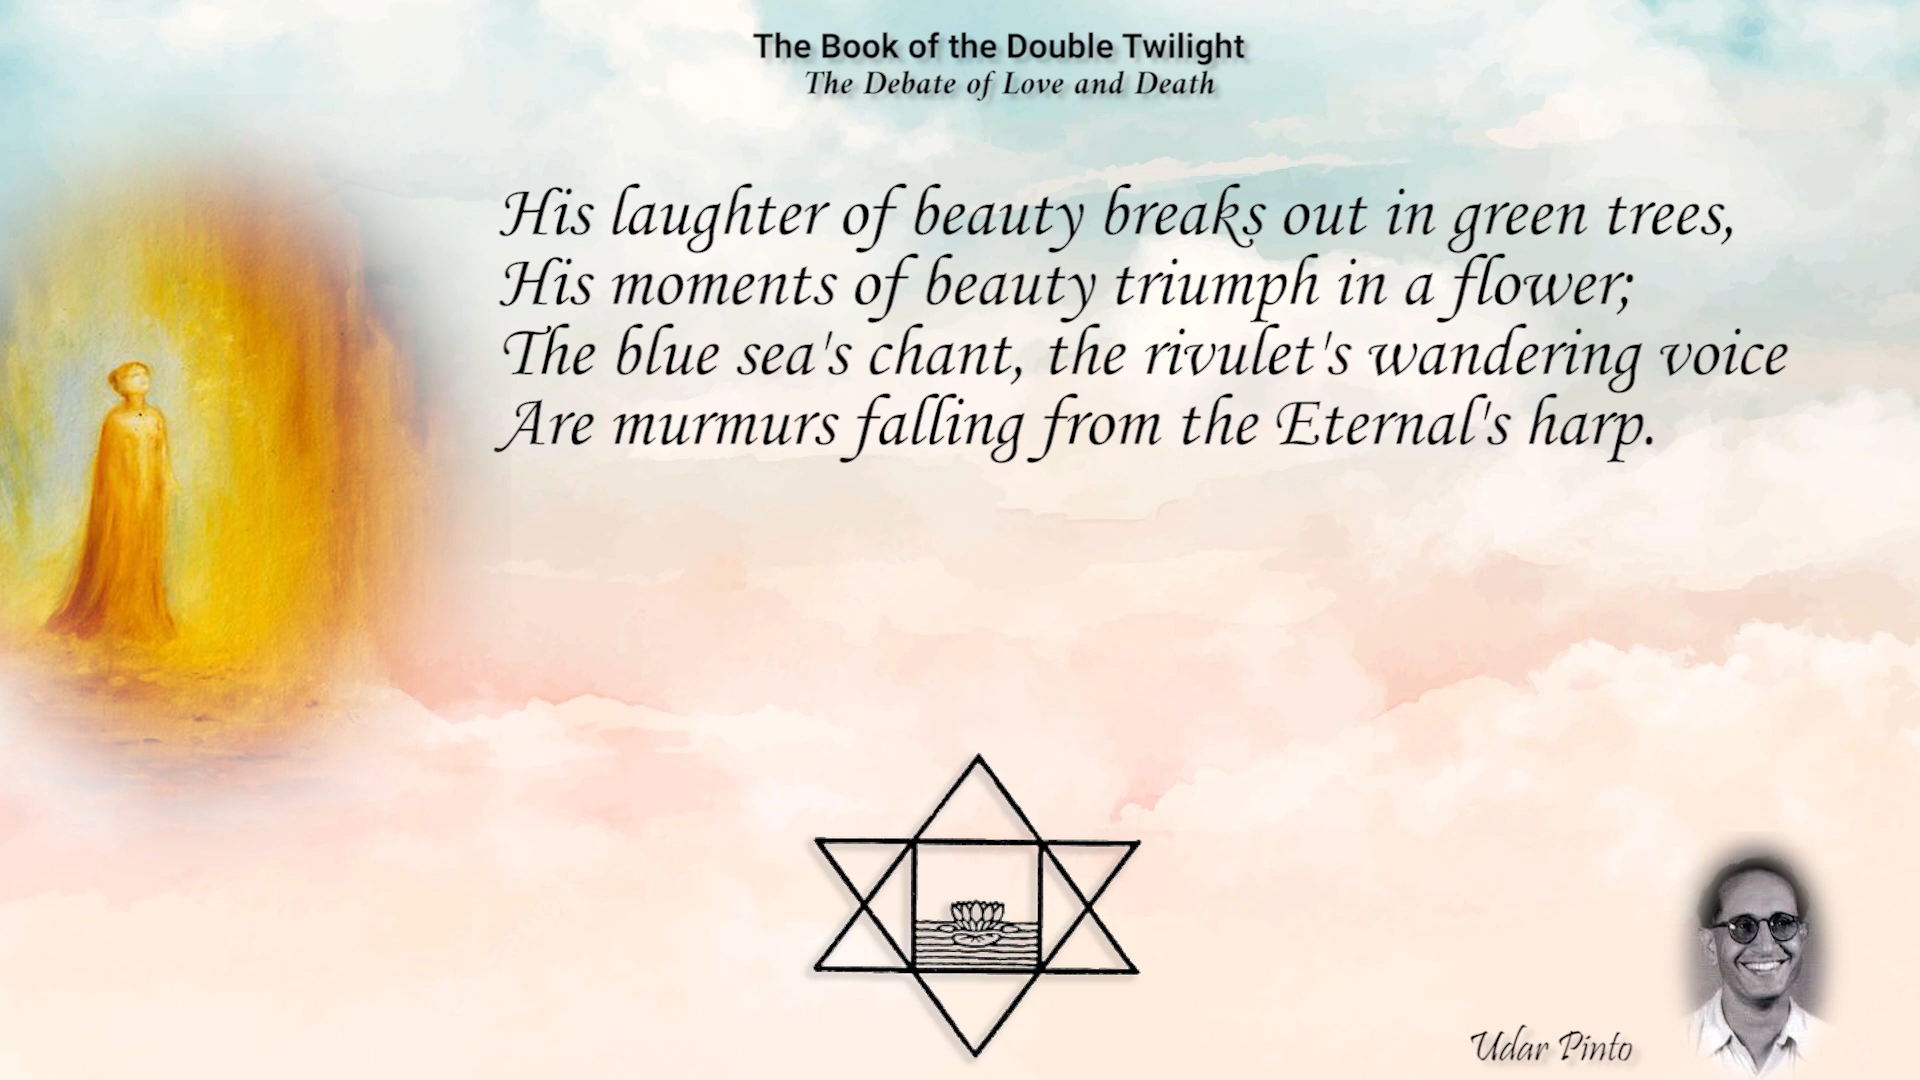 The Book of the Double Twilight
The Debate of Love and Death
His laughter of beauty breaks out in green trees,
His moments of beauty triumph in a flower;
The blue sea's chant, the rivulet's wandering voice
Are murmurs falling from the Eternal's harp.
Udar Pinto